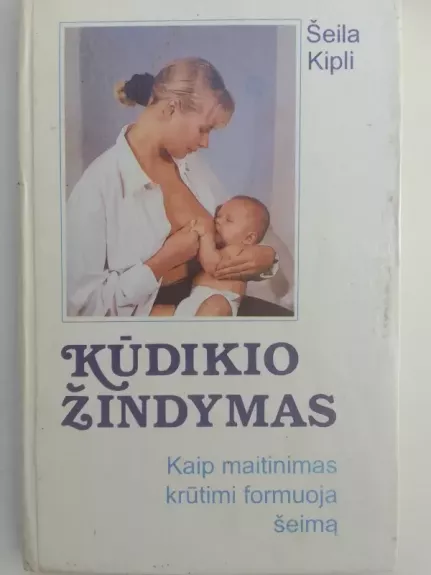 Šeila
Kipli
KŪDIKIO
ŽINDYMAS
Kaip maitinimas
krūtimi formuoja
šeimą